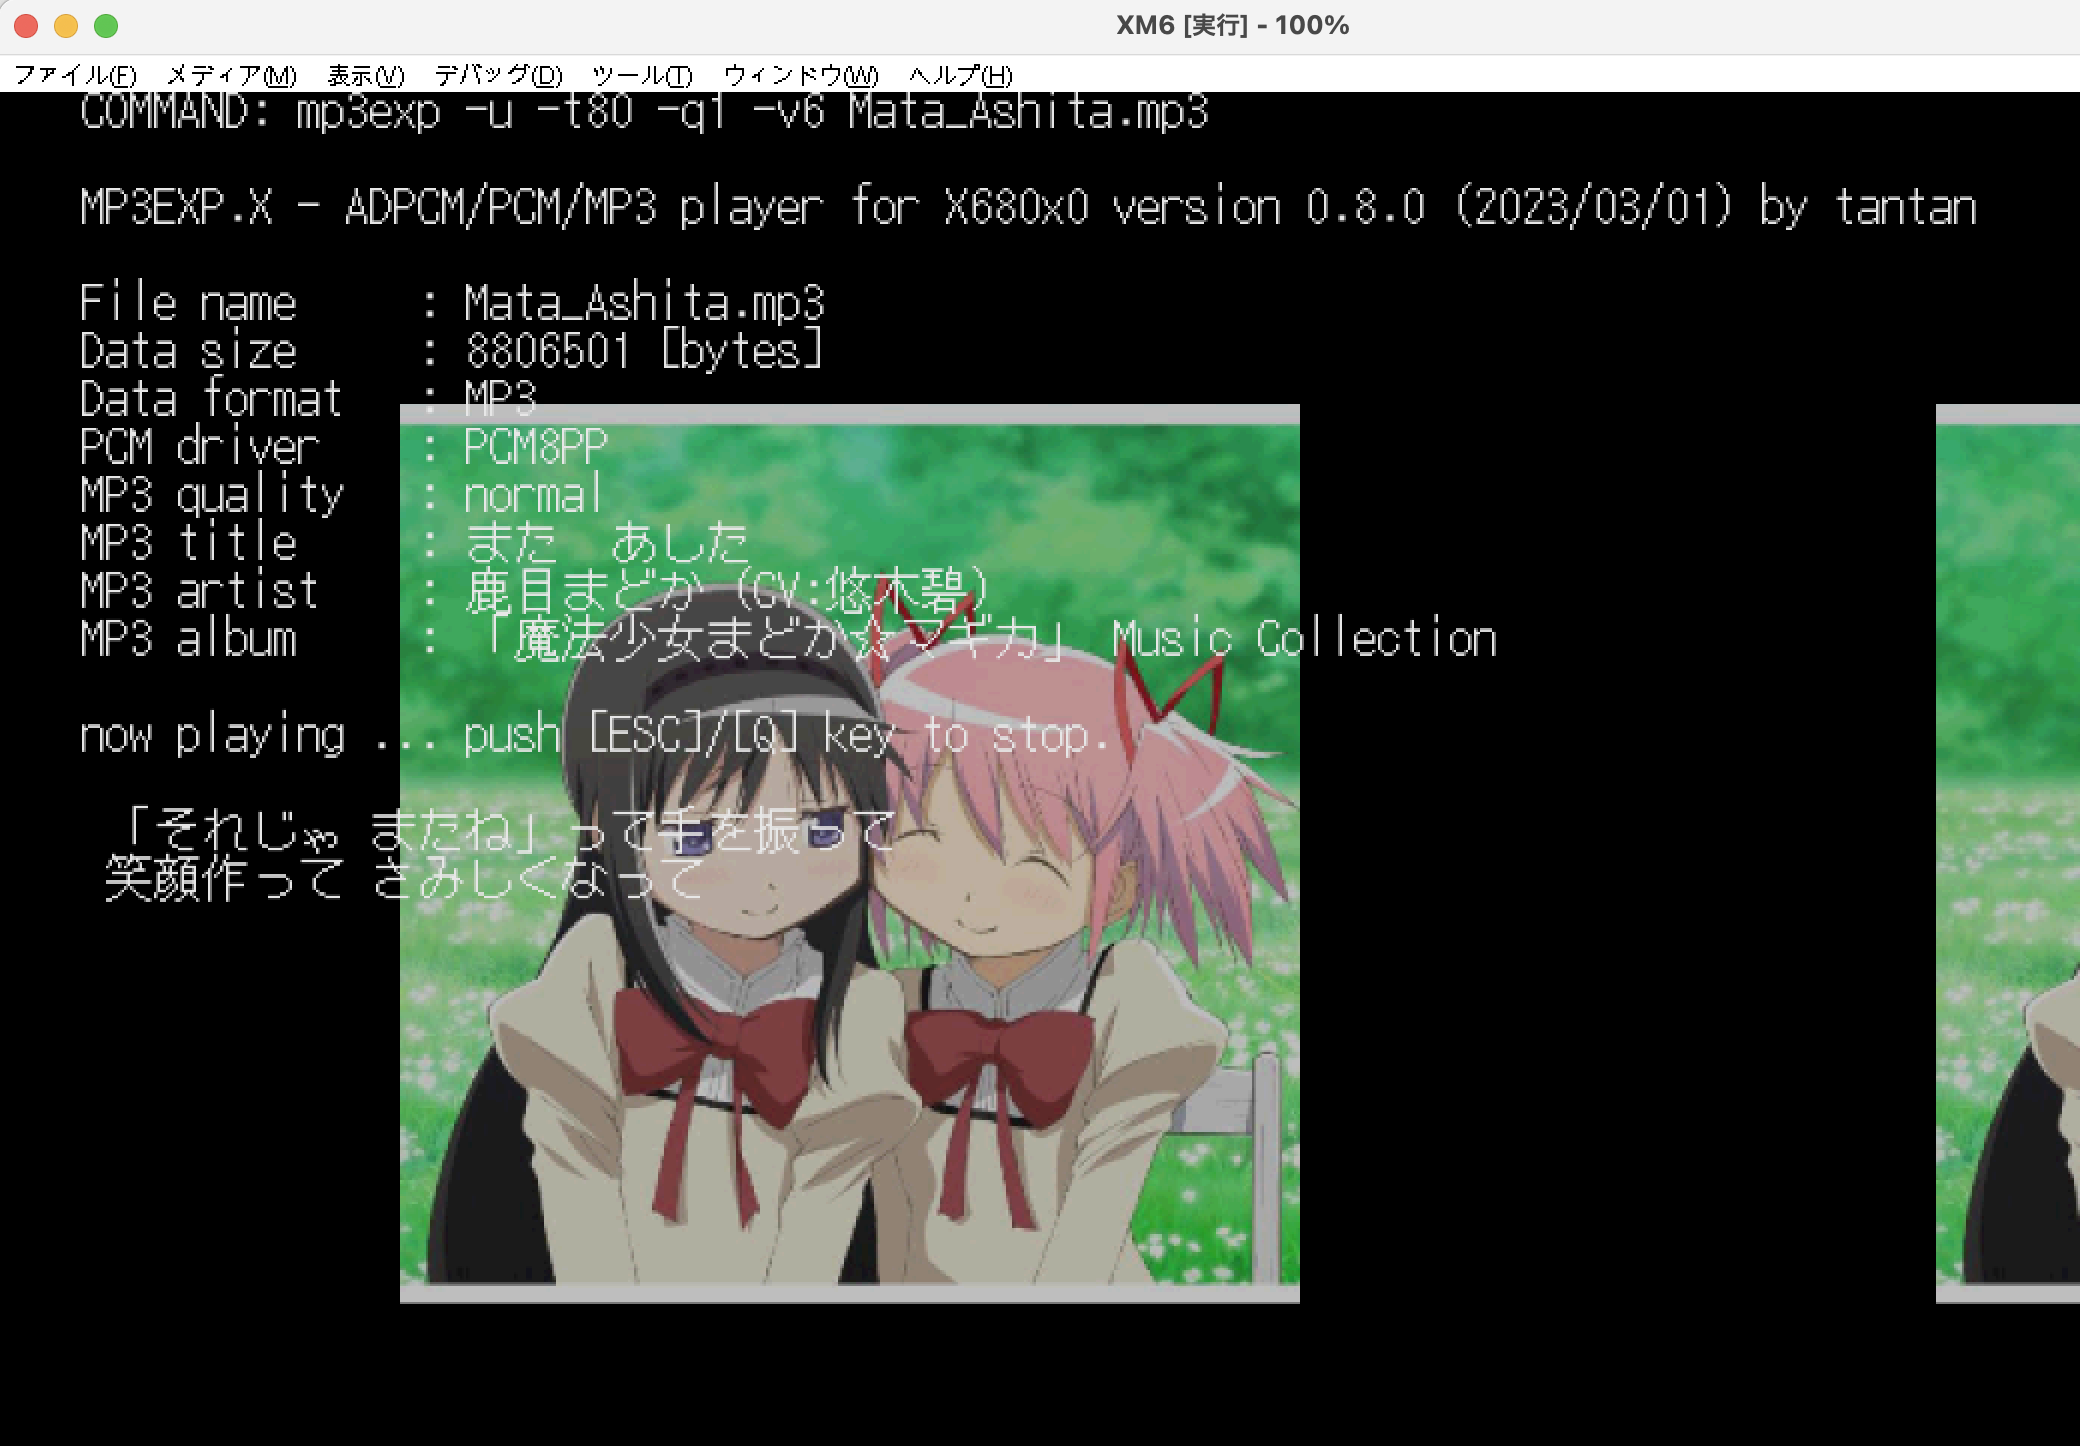 XM6 [実行] - 100%
ファイル(F) メディア(M) 表示(V) デバッグ(D) ツール(T) ウィンドウ(W) ヘルプ(H)
COMMAND: mp3exp -u -t80 -q1 -v6 Mata_Ashita.mp3
MP3EXP.X - ADPCM/PCM/MP3 player for X680x0 version 0.8.0 (2023/03/01) by tantan
File name : Mata_Ashita.mp3
Data size : 8806501 [bytes]
Data format : MP3
PCM driver : PCM8PP
MP3 quality : normal
MP3 title : また　あした
MP3 artist : 鹿目まどか (CV:悠木碧)
MP3 album : 「魔法少女まどか☆マギカ」 Music Collection
now playing ... push [ESC]/[Q] key to stop.
「それじゃ またね」って手を振って
笑顔作って さみしくなって